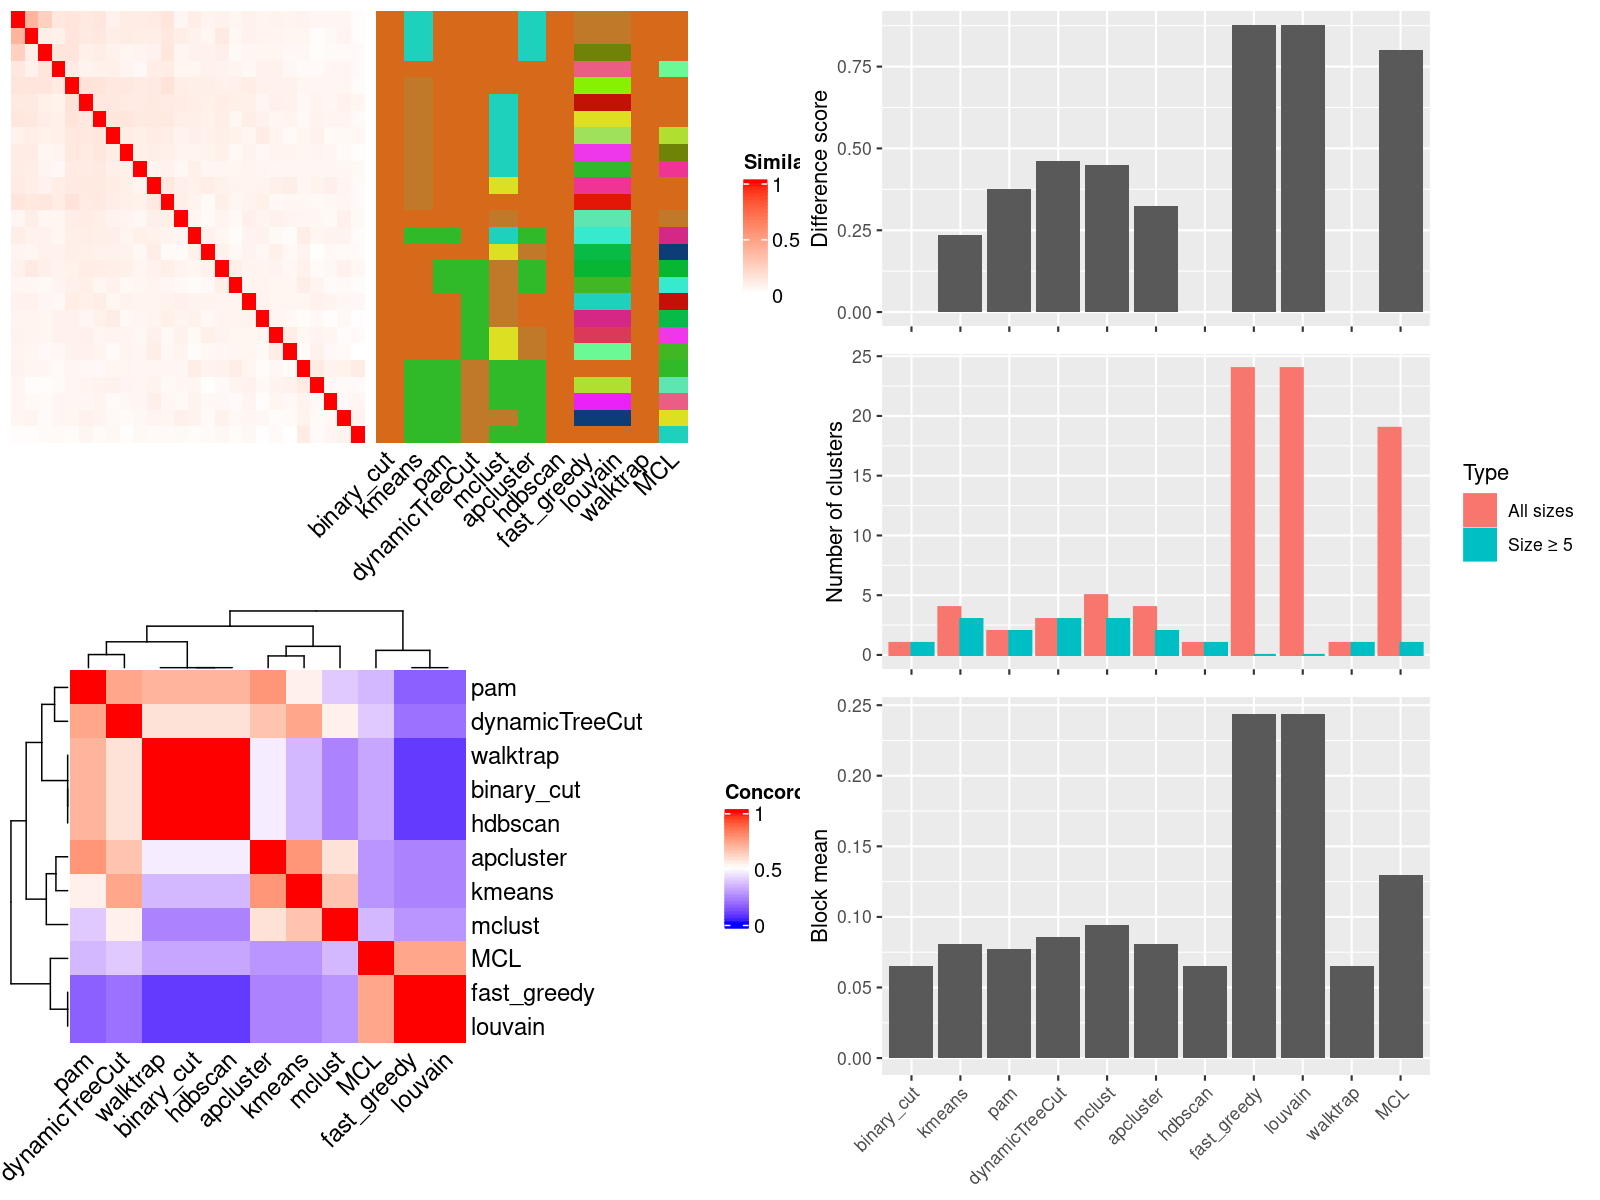 Simila
1
0.5
0
binary_cut
kmeans
pam
dynamicTreeCut
mclust
apcluster
hdbscan
fast_greedy
louvain
walktrap
MCL
pam
dynamicTreeCut
walktrap
binary_cut
hdbscan
apcluster
kmeans
mclust
MCL
fast_greedy
louvain
pam
dynamicTreeCut
walktrap
binary_cut
hdbscan
apcluster
kmeans
mclust
MCL
fast_greedy
louvain
Concord
1
0.5
0
Difference score
0.75
0.50
0.25
0.00
Number of clusters
25
20
15
10
5
0
Type
All sizes
Size ≥ 5
Block mean
0.25
0.20
0.15
0.10
0.05
0.00
binary_cut
kmeans
pam
dynamicTreeCut
mclust
apcluster
hdbscan
fast_greedy
louvain
walktrap
MCL